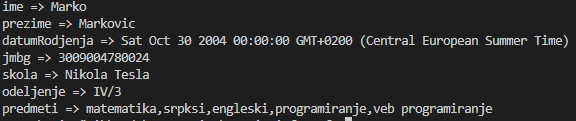 ime => Marko
prezime => Markovic
datumRodjenja => Sat Oct 30 2004 00:00:00 GMT+0200 (Central European Summer Time)
jmbg => 3009004780024
skola => Nikola Tesla
odeljenje => IV/3
predmeti => matematika,srpksi,engleski,programiranje,veb programiranje